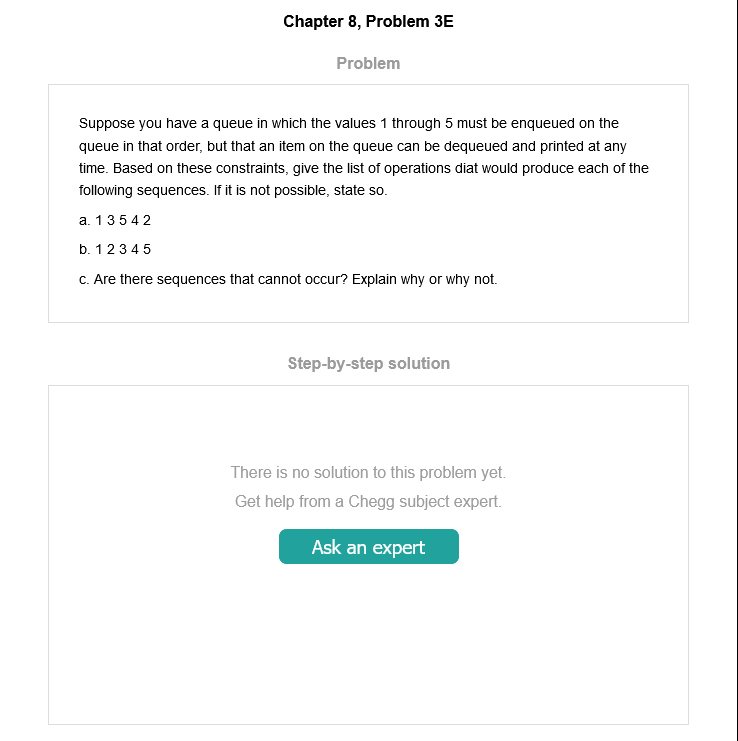 Chapter 8, Problem 3E
Problem
Suppose you have a queue in which the values 1 through 5 must be enqueued on the
queue in that order, but that an item on the queue can be dequeued and printed at any
time. Based on these constraints, give the list of operations diat would produce each of the
following sequences. If it is not possible, state so.
a. 1 3 5 4 2
b. 1 2 3 4 5
c. Are there sequences that cannot occur? Explain why or why not.
Step-by-step solution
There is no solution to this problem yet.
Get help from a Chegg subject expert.
Ask an expert